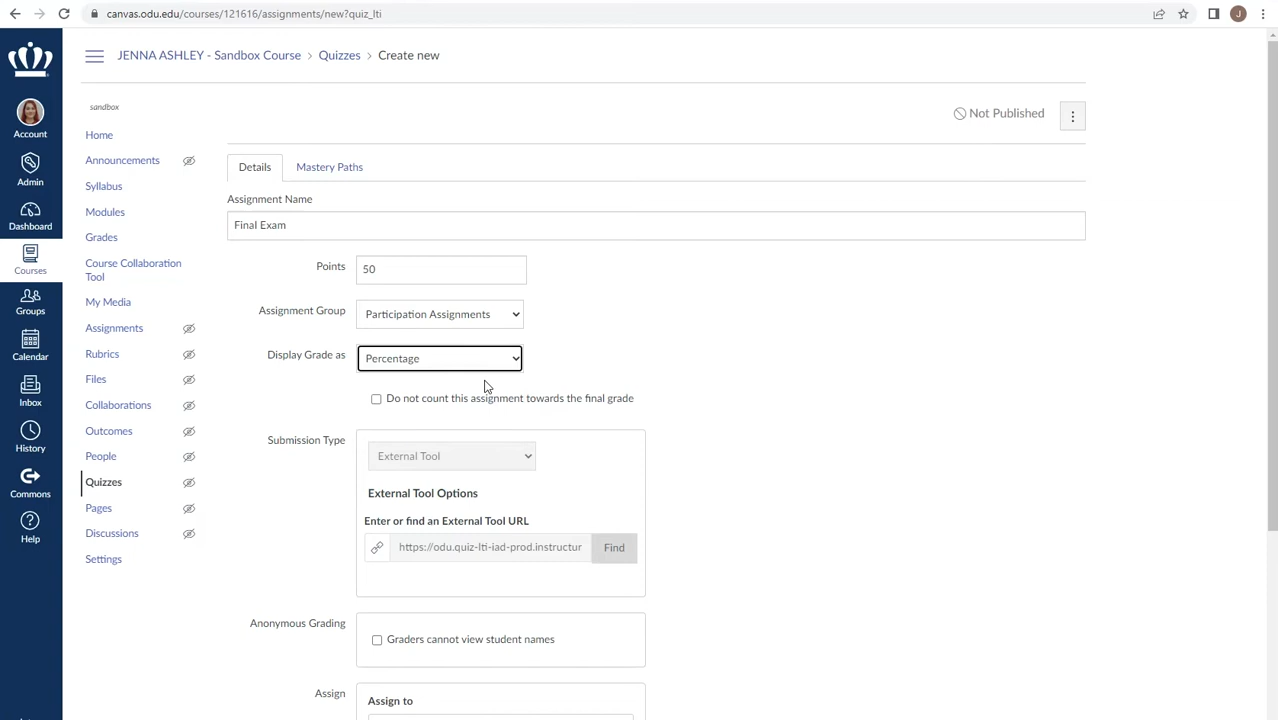 canvas.odu.edu/courses/121616/assignments/new?quiz_lti
J
JENNA ASHLEY - Sandbox Course > Quizzes > Create new
Account
Admin
Dashboard
Courses
Groups
Calendar
Inbox
History
Commons
Help
sandbox
Home
Announcements
Syllabus
Modules
Grades
Course Collaboration
Tool
My Media
Assignments
Rubrics
Files
Collaborations
Outcomes
People
Quizzes
Pages
Discussions
Settings
Not Published
Details Mastery Paths
Assignment Name
Final Exam
Points 50
Assignment Group Participation Assignments
Display Grade as Percentage
Do not count this assignment towards the final grade
Submission Type External Tool
External Tool Options
Enter or find an External Tool URL
https://odu.quiz-lti-iad-prod.instructur Find
Anonymous Grading Graders cannot view student names
Assign Assign to